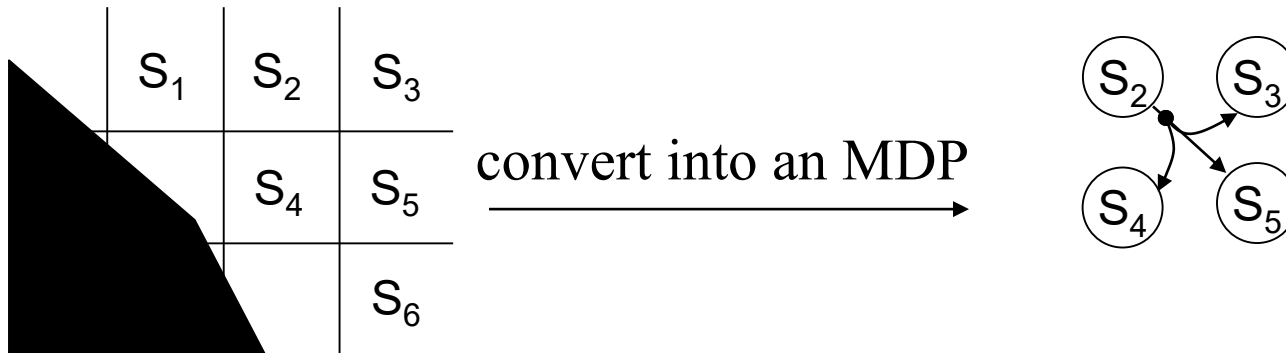 S₁ S₂ S₃
S₄ S₅
S₆
convert into an MDP
S₂ S₃
S₄ S₅